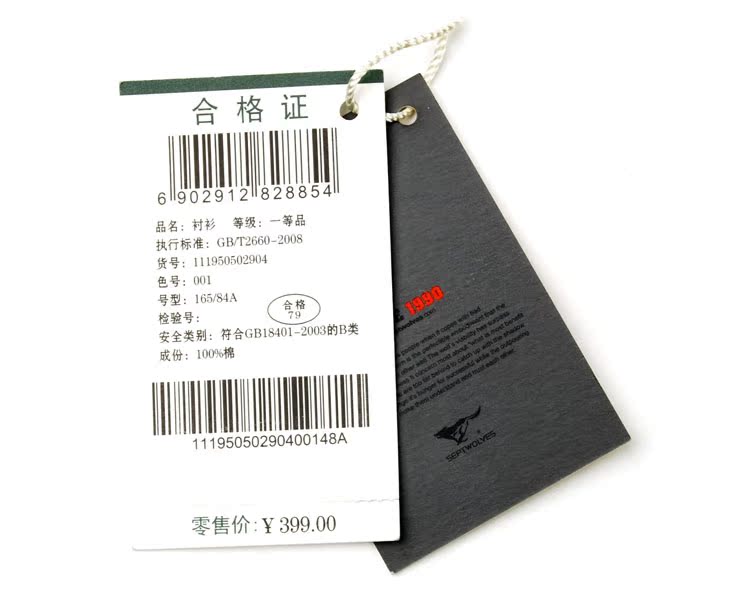 合格证
6 902912 828854
品名: 衬衫 等级: 一等品
执行标准: GB/T2660-2008
货号: 111950502904
色号: 001
号型: 165/84A
检验号:
合格
79
安全类别: 符合GB18401-2003的B类
成份: 100%棉
11195050290400148A
零售价: ¥ 399.00
1990
SEPTWOLVES